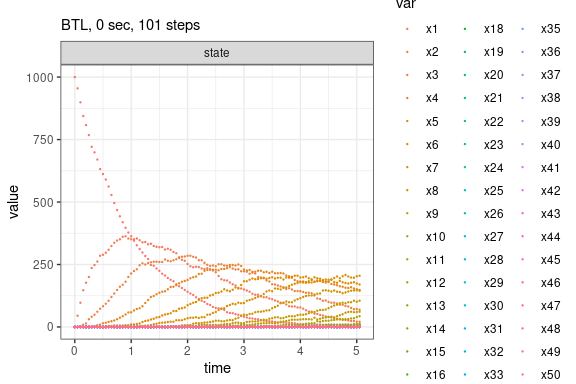 var
BTL, 0 sec, 101 steps
state
1000
750
500
250
0
value
0 1 2 3 4 5
time
x1 x18 x35
x2 x19 x36
x3 x20 x37
x4 x21 x38
x5 x22 x39
x6 x23 x40
x7 x24 x41
x8 x25 x42
x9 x26 x43
x10 x27 x44
x11 x28 x45
x12 x29 x46
x13 x30 x47
x14 x31 x48
x15 x32 x49
x16 x33 x50